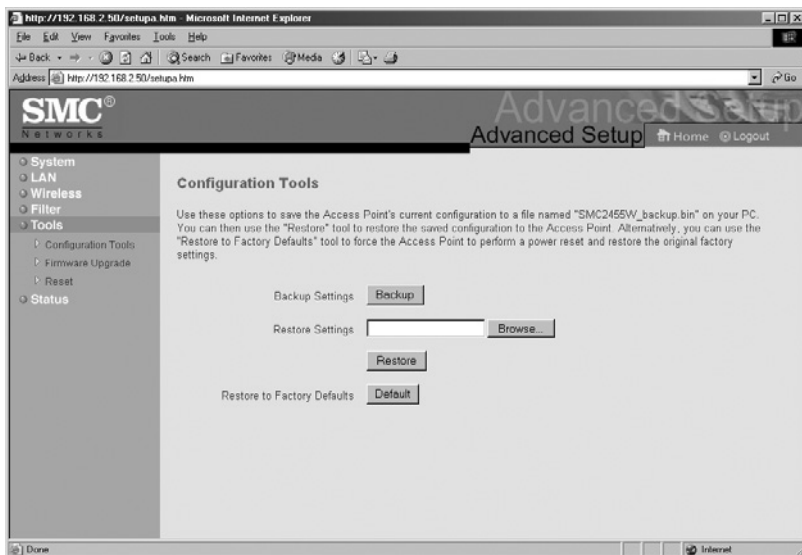 http://192.168.2.50/setupa.htm - Microsoft Internet Explorer
File Edit View Favorites Tools Help
Back Search Favorites Media
Address http://192.168.2.50/setupa.htm Go
SMC®
Networks
Advanced Setup
Advanced Setup Home Logout
System
LAN
Wireless
Filter
Tools
Configuration Tools
Firmware Upgrade
Reset
Status
Configuration Tools
Use these options to save the Access Point's current configuration to a file named "SMC2455W_backup.bin" on your PC.
You can then use the "Restore" tool to restore the saved configuration to the Access Point. Alternatively, you can use the
"Restore to Factory Defaults" tool to force the Access Point to perform a power reset and restore the original factory
settings.
Backup Settings Backup
Restore Settings Browse...
Restore
Restore to Factory Defaults Default
Done Internet